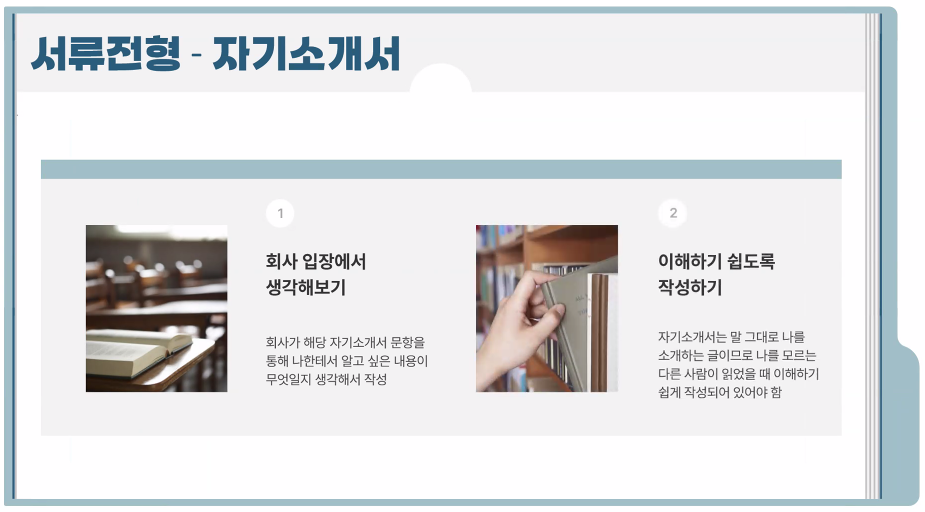 서류전형 - 자기소개서
1
회사 입장에서
생각해보기
회사가 해당 자기소개서 문항을
통해 나한테서 알고 싶은 내용이
무엇일지 생각해서 작성
2
이해하기 쉽도록
작성하기
자기소개서는 말 그대로 나를
소개하는 글이므로 나를 모르는
다른 사람이 읽었을 때 이해하기
쉽게 작성되어 있어야 함